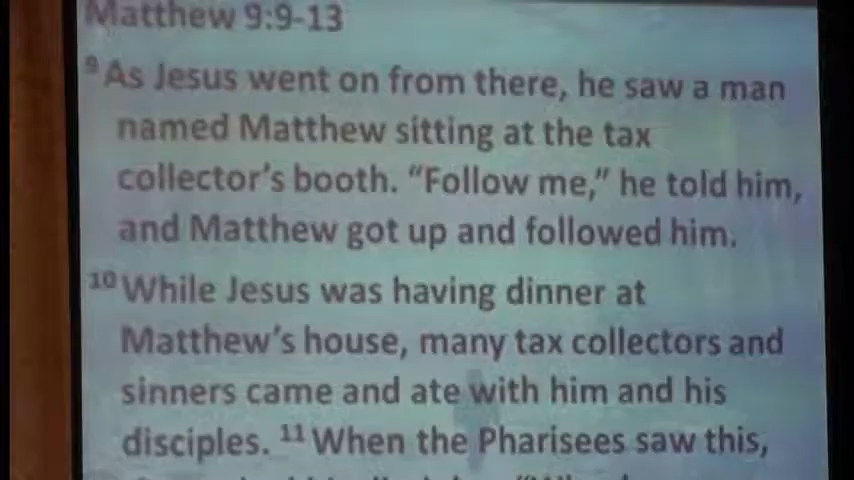 Matthew 9:9-13
⁹ As Jesus went on from there, he saw a man
named Matthew sitting at the tax
collector’s booth. “Follow me,” he told him,
and Matthew got up and followed him.
¹⁰ While Jesus was having dinner at
Matthew’s house, many tax collectors and
sinners came and ate with him and his
disciples. ¹¹ When the Pharisees saw this,